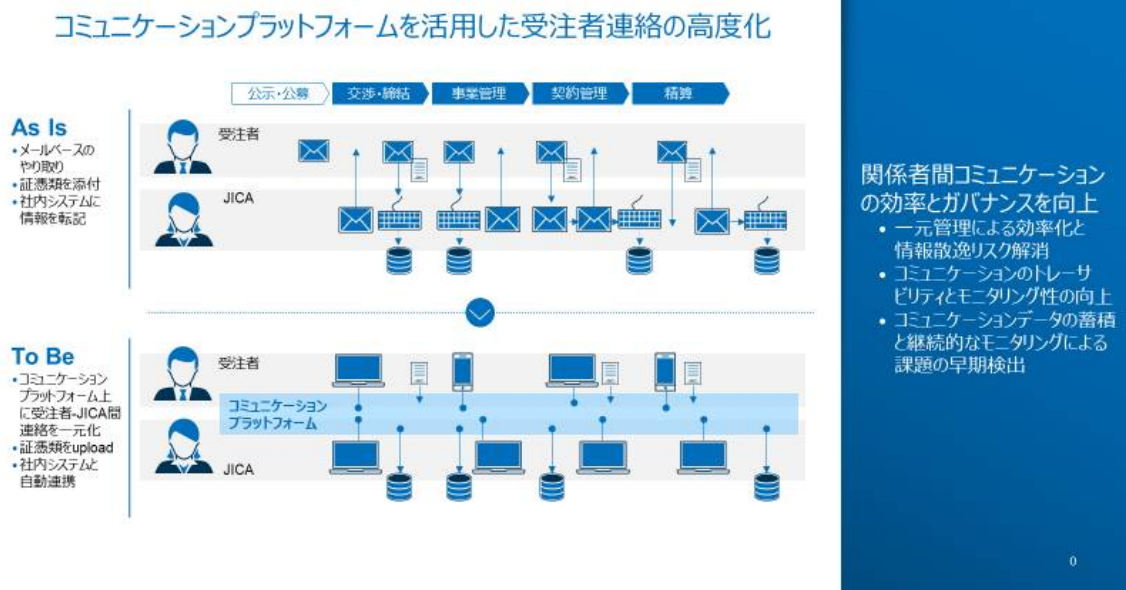 コミュニケーションプラットフォームを活用した受注者連絡の高度化
公示・公募
交渉・締結
事業管理
契約管理
精算
As Is
• メールベースの
やり取り
• 証憑類を添付
• 社内システムに
情報を転記
受注者
JICA
To Be
• コミュニケーション
プラットフォーム上
に受注者-JICA間
連絡を一元化
• 証憑類をupload
• 社内システムと
自動連携
受注者
コミュニケーション
プラットフォーム
JICA
関係者間コミュニケーション
の効率とガバナンスを向上
• 一元管理による効率化と
情報散逸リスク解消
• コミュニケーションのトレーサ
ビリティとモニタリング性の向上
• コミュニケーションデータの蓄積
と継続的なモニタリングによる
課題の早期検出
0